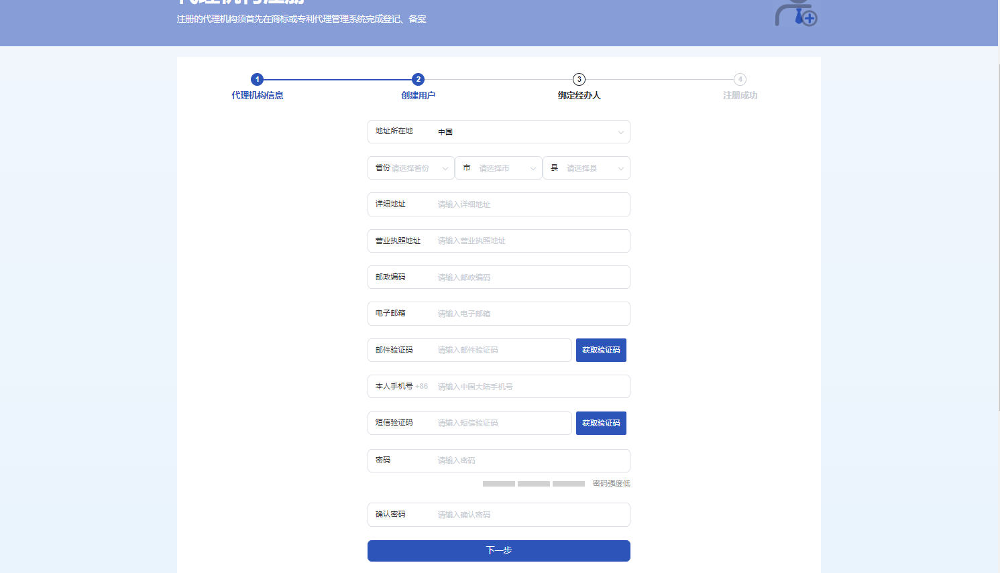 代理机构注册
注册的代理机构须首先在商标或专利代理管理系统完成登记、备案
1 2 3 4
代理机构信息 创建用户 绑定经办人 注册成功
地址所在地 中国
省份 请选择省份 市 请选择市 县 请选择县
详细地址 请输入详细地址
营业执照地址 请输入营业执照地址
邮政编码 请输入邮政编码
电子邮箱 请输入电子邮箱
邮件验证码 请输入邮件验证码 获取验证码
本人手机号 +86 请输入中国大陆手机号
短信验证码 请输入短信验证码 获取验证码
密码 请输入密码
密码强度低
确认密码 请输入确认密码
下一步